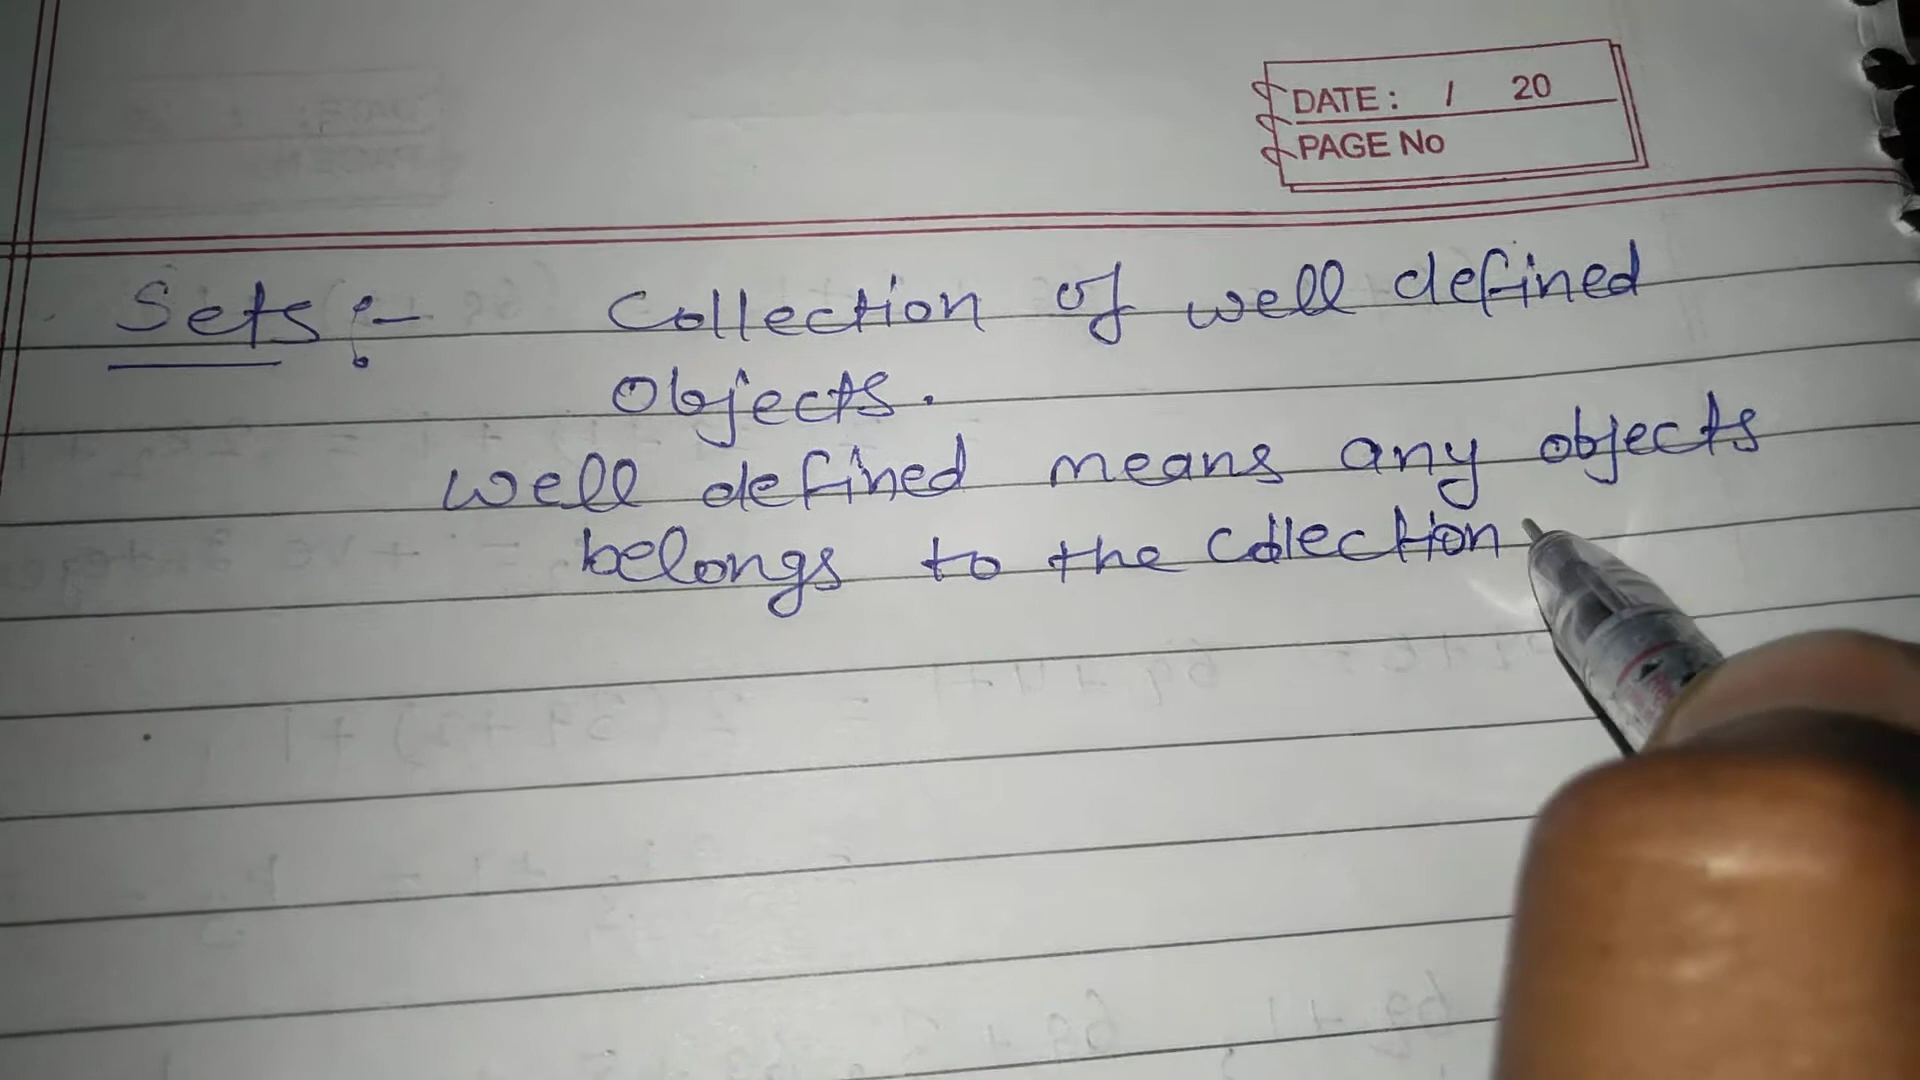 DATE: / 20
PAGE No
Sets :- Collection of well defined
objects.
well defined means any objects
belongs to the collection